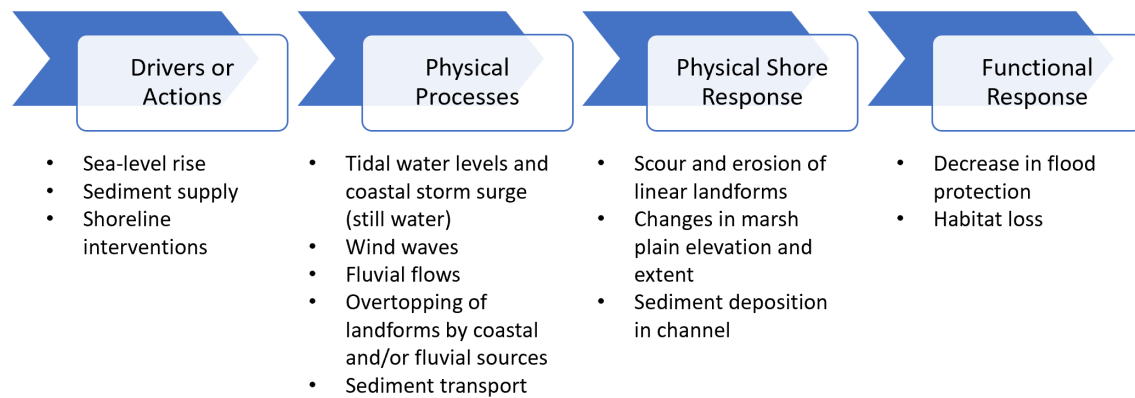 Drivers or
Actions
• Sea-level rise
• Sediment supply
• Shoreline
interventions
Physical
Processes
• Tidal water levels and
coastal storm surge
(still water)
• Wind waves
• Fluvial flows
• Overtopping of
landforms by coastal
and/or fluvial sources
• Sediment transport
Physical Shore
Response
• Scour and erosion of
linear landforms
• Changes in marsh
plain elevation and
extent
• Sediment deposition
in channel
Functional
Response
• Decrease in flood
protection
• Habitat loss